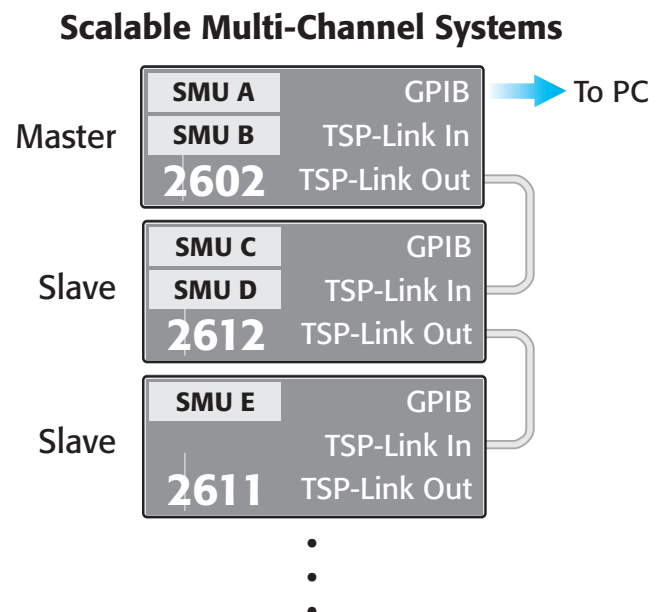 Scalable Multi-Channel Systems
Master
SMU A
GPIB
To PC
SMU B
TSP-Link In
2602
TSP-Link Out
Slave
SMU C
GPIB
SMU D
TSP-Link In
2612
TSP-Link Out
Slave
SMU E
GPIB
TSP-Link In
2611
TSP-Link Out